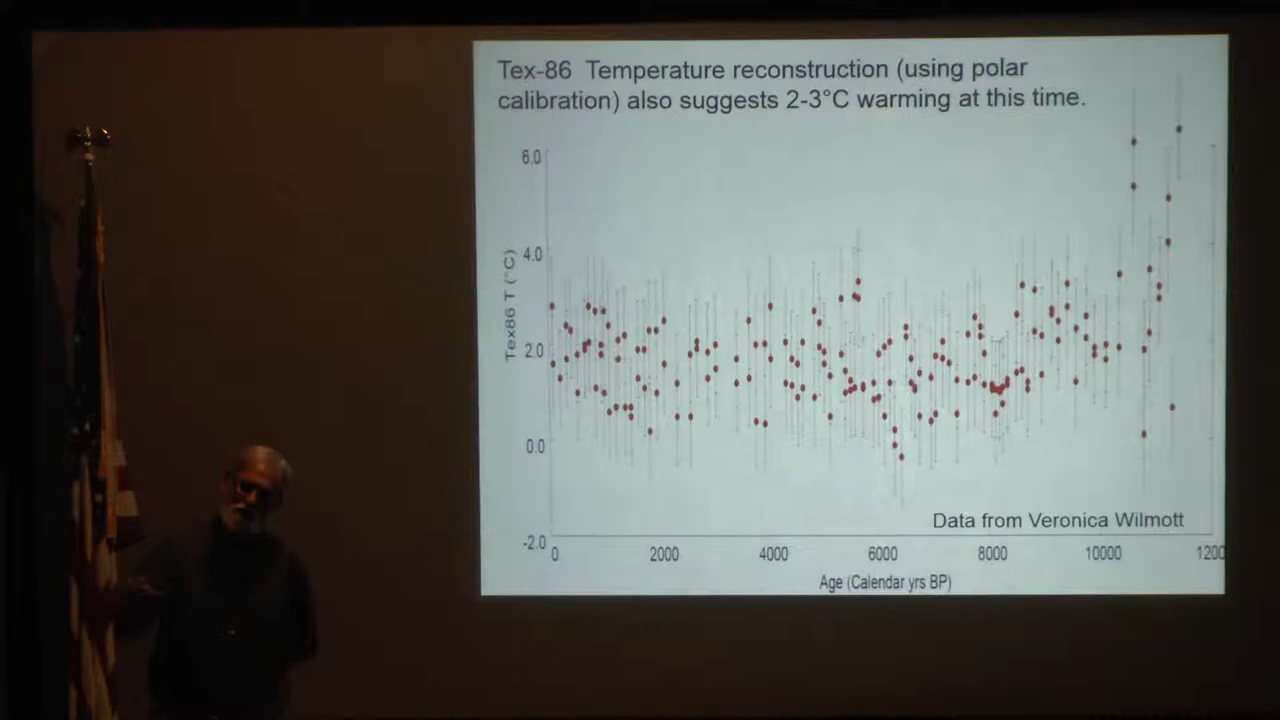 Tex-86 Temperature reconstruction (using polar
calibration) also suggests 2-3°C warming at this time.
6.0
4.0
2.0
0.0
-2.0
Tex86 T (°C)
Data from Veronica Wilmott
0 2000 4000 6000 8000 10000 1200
Age (Calendar yrs BP)